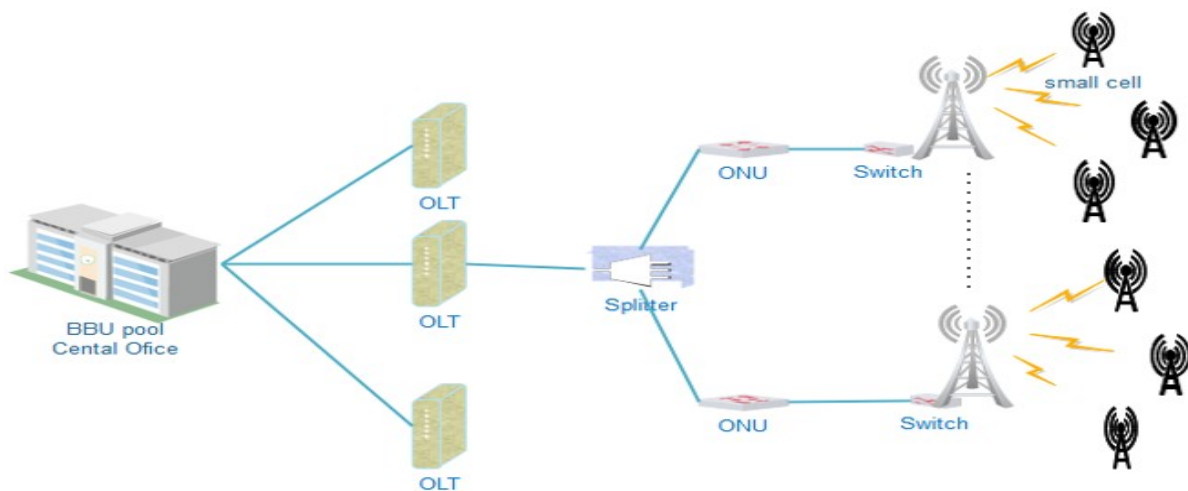 small cell
ONU
Switch
OLT
OLT
Splitter
BBU pool
Cental Ofice
ONU
Switch
OLT